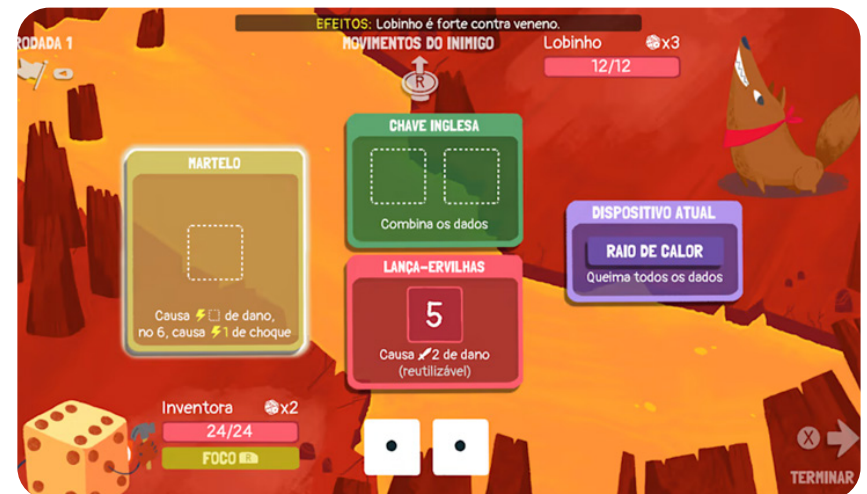 EFEITOS: Lobinho é forte contra veneno.
RODADA 1
MOVIMENTOS DO INIMIGO
R
Lobinho x3
12/12
CHAVE INGLESA
Combina os dados
MARTELO
Causa ⚡□ de dano,
no 6, causa ⚡1 de choque
LANÇA-ERVILHAS
5
Causa 2 de dano
(reutilizável)
DISPOSITIVO ATUAL
RAIO DE CALOR
Queima todos os dados
Inventora x2
24/24
FOCO
X
TERMINAR